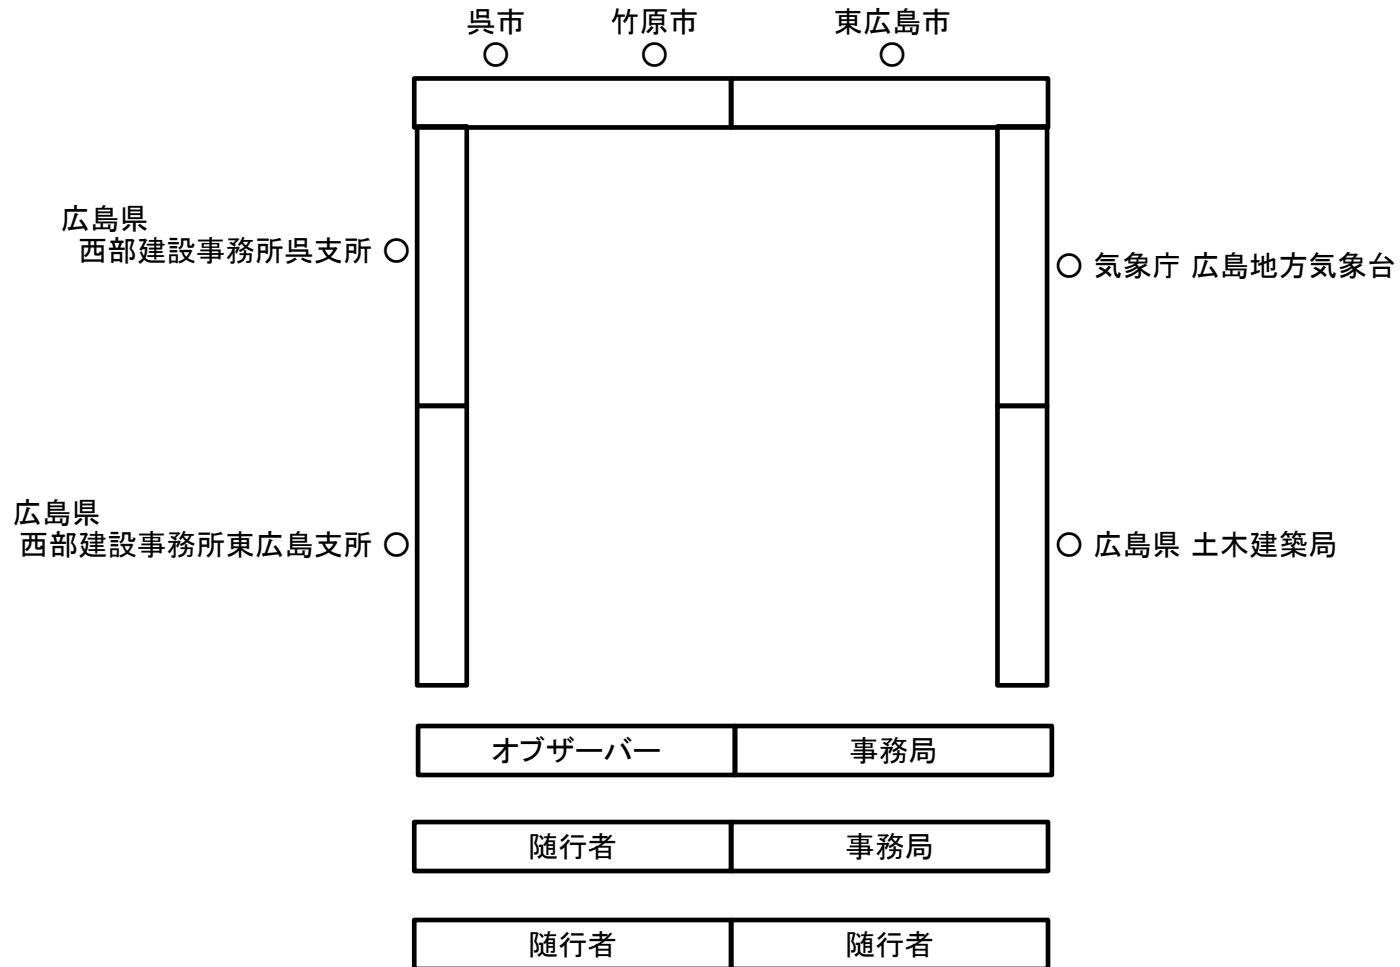 呉市 竹原市 東広島市
広島県
西部建設事務所呉支所
気象庁 広島地方気象台
広島県
西部建設事務所東広島支所
広島県 土木建築局
オブザーバー 事務局
随行者 事務局
随行者 随行者